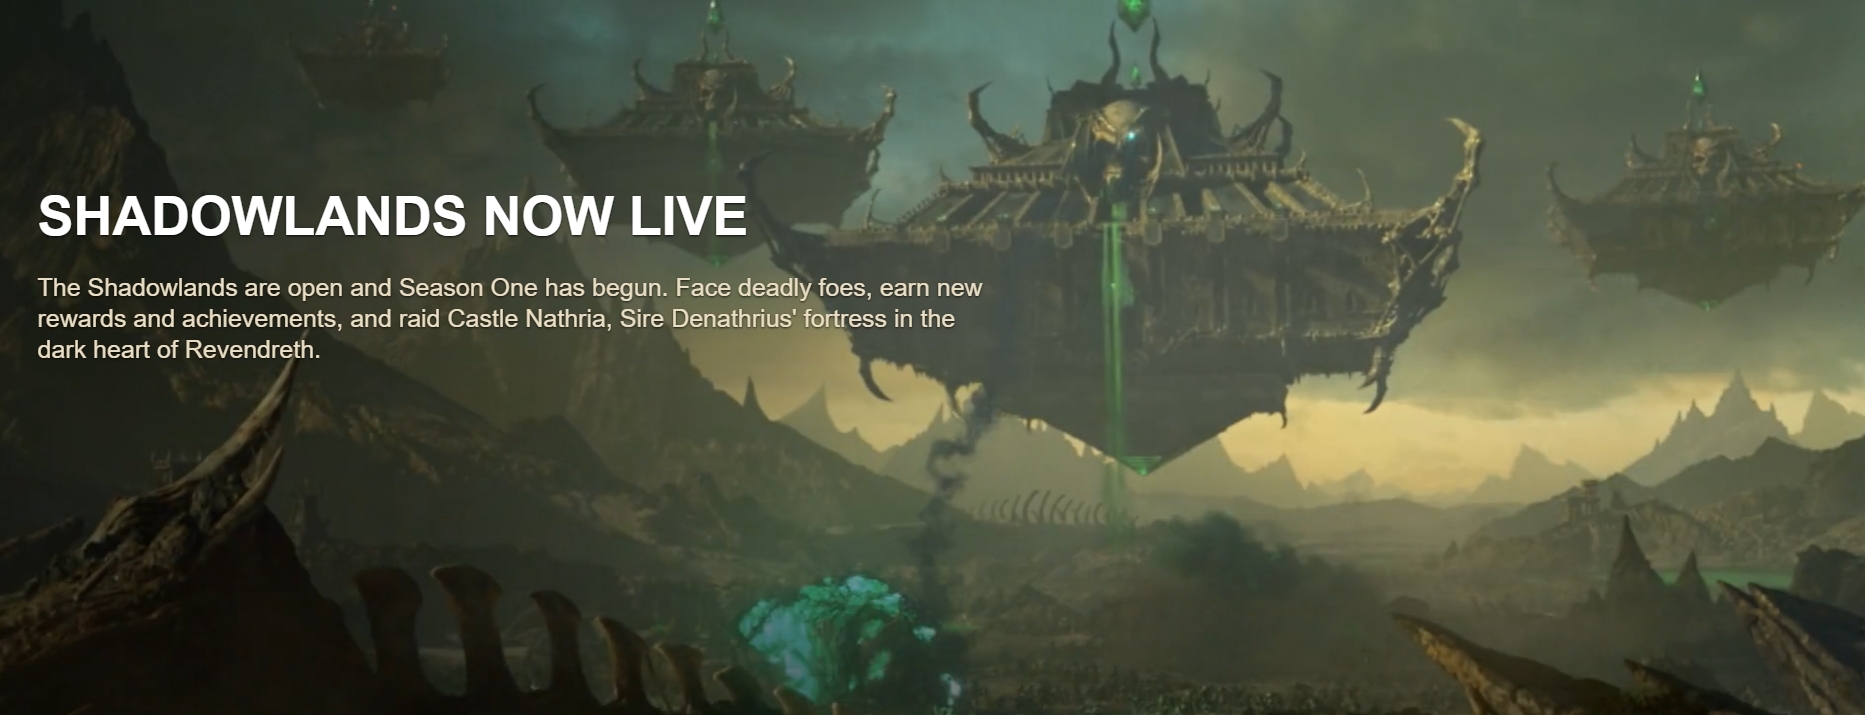 SHADOWLANDS NOW LIVE
The Shadowlands are open and Season One has begun. Face deadly foes, earn new
rewards and achievements, and raid Castle Nathria, Sire Denathrius' fortress in the
dark heart of Revendreth.